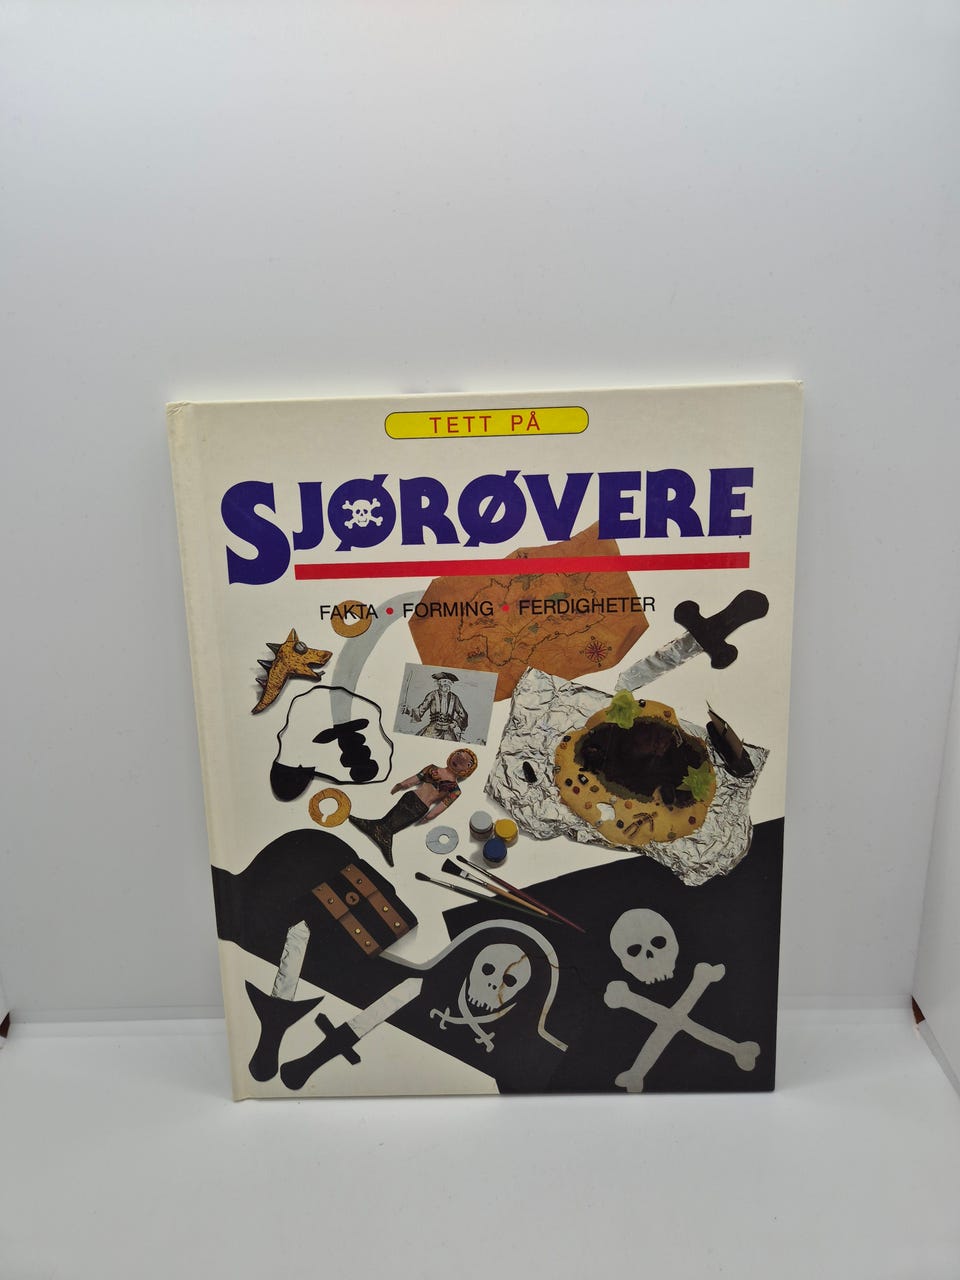 TETT PÅ
SJØRØVERE
FAKTA • FORMING • FERDIGHETER